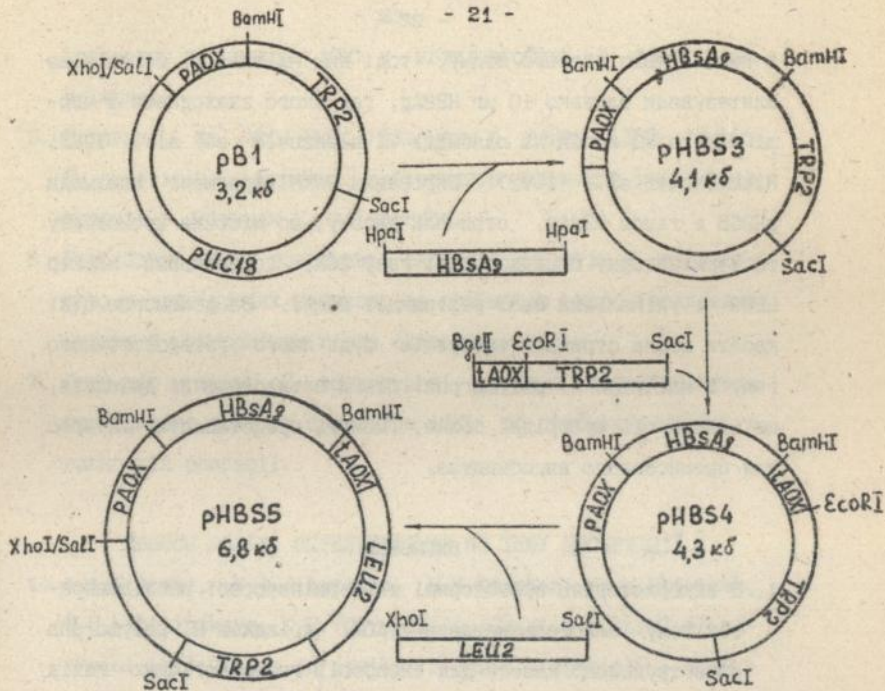 - 21 -
BamHI
XhoI/SalI
PAOX
TRP2
pB1
3,2 кб
SacI
pUC18
HpaI
HpaI
HBsAg
BamHI
HBsAg
BamHI
PAOX
pHBS3
4,1 кб
TRP2
SacI
BglII
EcoRI
SacI
tAOX
TRP2
BamHI
HBsAg
BamHI
PAOX
tAOX
pHBS5
6,8 кб
XhoI/SalI
LEU2
TRP2
SacI
XhoI
SalI
LEU2
BamHI
HBsAg
BamHI
PAOX
tAOX
EcoRI
pHBS4
4,3 кб
TRP2
SacI